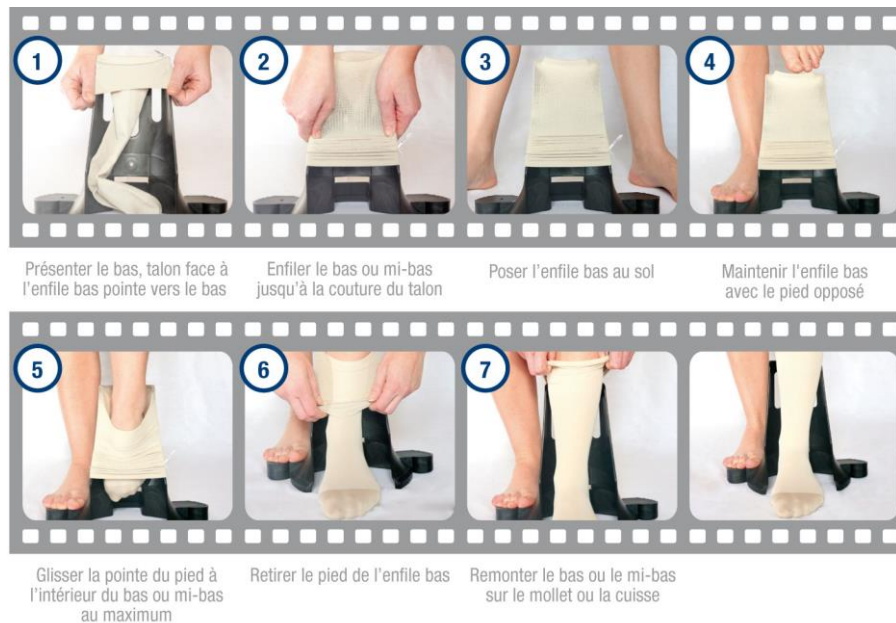 1
2
3
4
Présenter le bas, talon face à
l'enfile bas pointe vers le bas
Enfiler le bas ou mi-bas
jusqu'à la couture du talon
Poser l'enfile bas au sol
Maintenir l'enfile bas
avec le pied opposé
5
6
7
Glisser la pointe du pied à
l'intérieur du bas ou mi-bas
au maximum
Retirer le pied de l'enfile bas
Remonter le bas ou le mi-bas
sur le mollet ou la cuisse